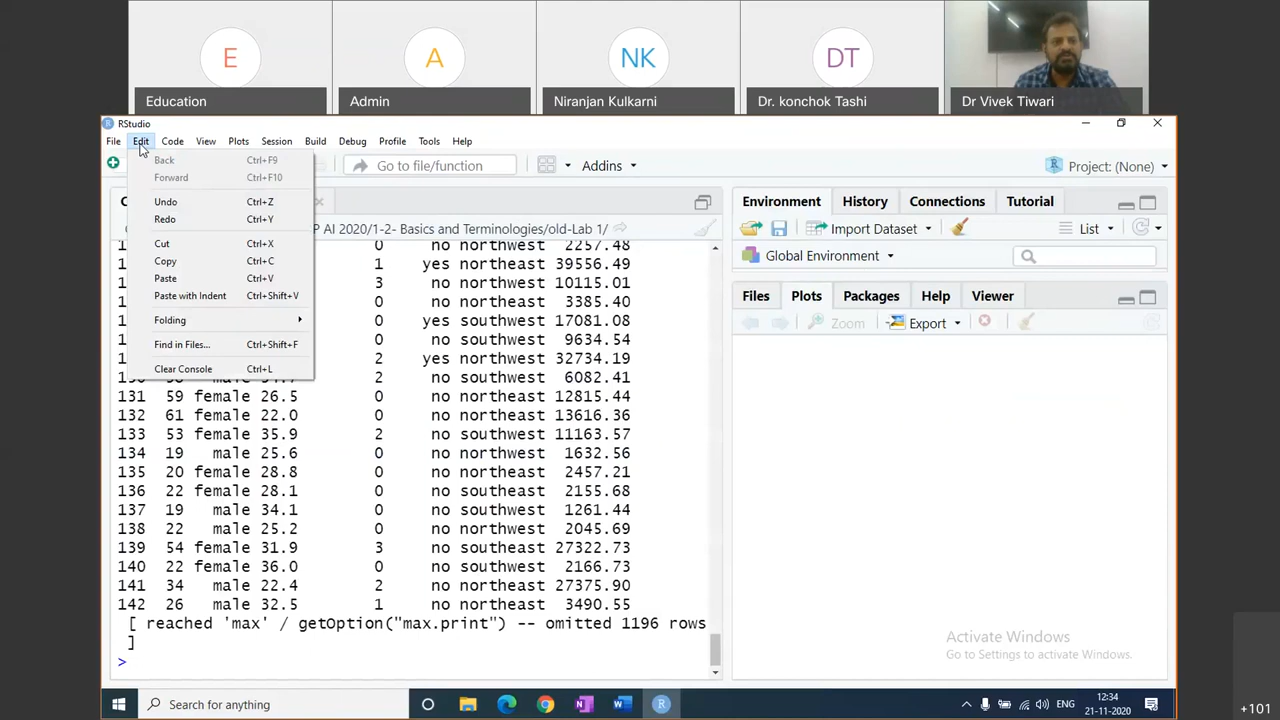 E
A
NK
DT
Education
Admin
Niranjan Kulkarni
Dr. konchok Tashi
Dr Vivek Tiwari
RStudio
File Edit Code View Plots Session Build Debug Profile Tools Help
Go to file/function
Addins
Project: (None)
Back Ctrl+F9
Forward Ctrl+F10
Undo Ctrl+Z
Redo Ctrl+Y
Cut Ctrl+X
Copy Ctrl+C
Paste Ctrl+V
Paste with Indent Ctrl+Shift+V
Folding
Find in Files... Ctrl+Shift+F
Clear Console Ctrl+L
P AI 2020/1-2- Basics and Terminologies/old-Lab 1/
0 no northwest 2257.48
1 yes northeast 39556.49
3 no northwest 10115.01
0 no northeast 3385.40
0 yes southwest 17081.08
0 no southwest 9634.54
2 yes northwest 32734.19
2 no southwest 6082.41
131 59 female 26.5 0 no northeast 12815.44
132 61 female 22.0 0 no northeast 13616.36
133 53 female 35.9 2 no southwest 11163.57
134 19 male 25.6 0 no northwest 1632.56
135 20 female 28.8 0 no northeast 2457.21
136 22 female 28.1 0 no southeast 2155.68
137 19 male 34.1 0 no southwest 1261.44
138 22 male 25.2 0 no northwest 2045.69
139 54 female 31.9 3 no southeast 27322.73
140 22 female 36.0 0 no southwest 2166.73
141 34 male 22.4 2 no northeast 27375.90
142 26 male 32.5 1 no northeast 3490.55
[ reached 'max' / getOption("max.print") -- omitted 1196 rows
]
>
Environment History Connections Tutorial
Import Dataset
List
Global Environment
Files Plots Packages Help Viewer
Zoom
Export
Activate Windows
Go to Settings to activate Windows.
Search for anything
ENG
12:34
21-11-2020
+101